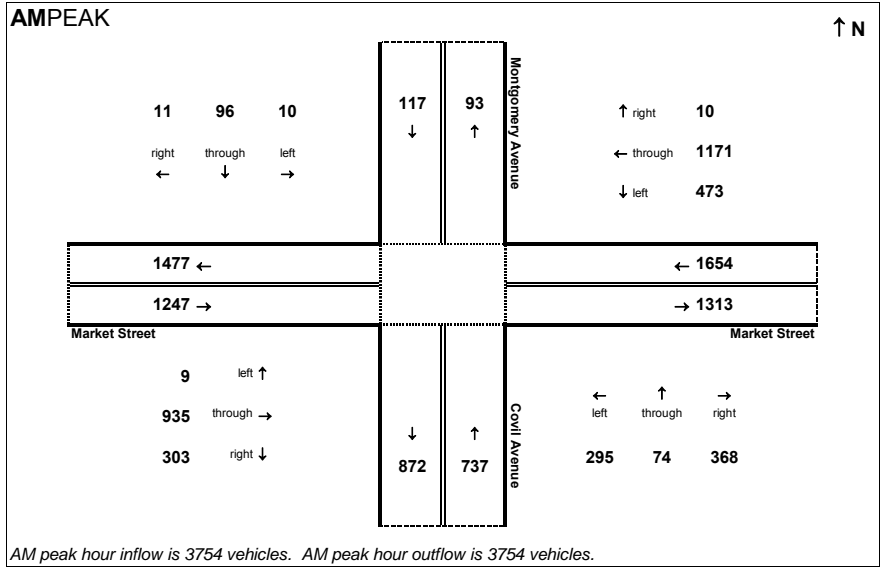 AMPEAK
↑ N
11 96 10
right through left
← ↓ →
117 93
↓ ↑
Montgomery Avenue
↑ right 10
← through 1171
↓ left 473
1477 ←
← 1654
1247 →
→ 1313
Market Street
Market Street
9 left ↑
935 through →
303 right ↓
↓ ↑
872 737
Covil Avenue
← ↑ →
left through right
295 74 368
AM peak hour inflow is 3754 vehicles. AM peak hour outflow is 3754 vehicles.